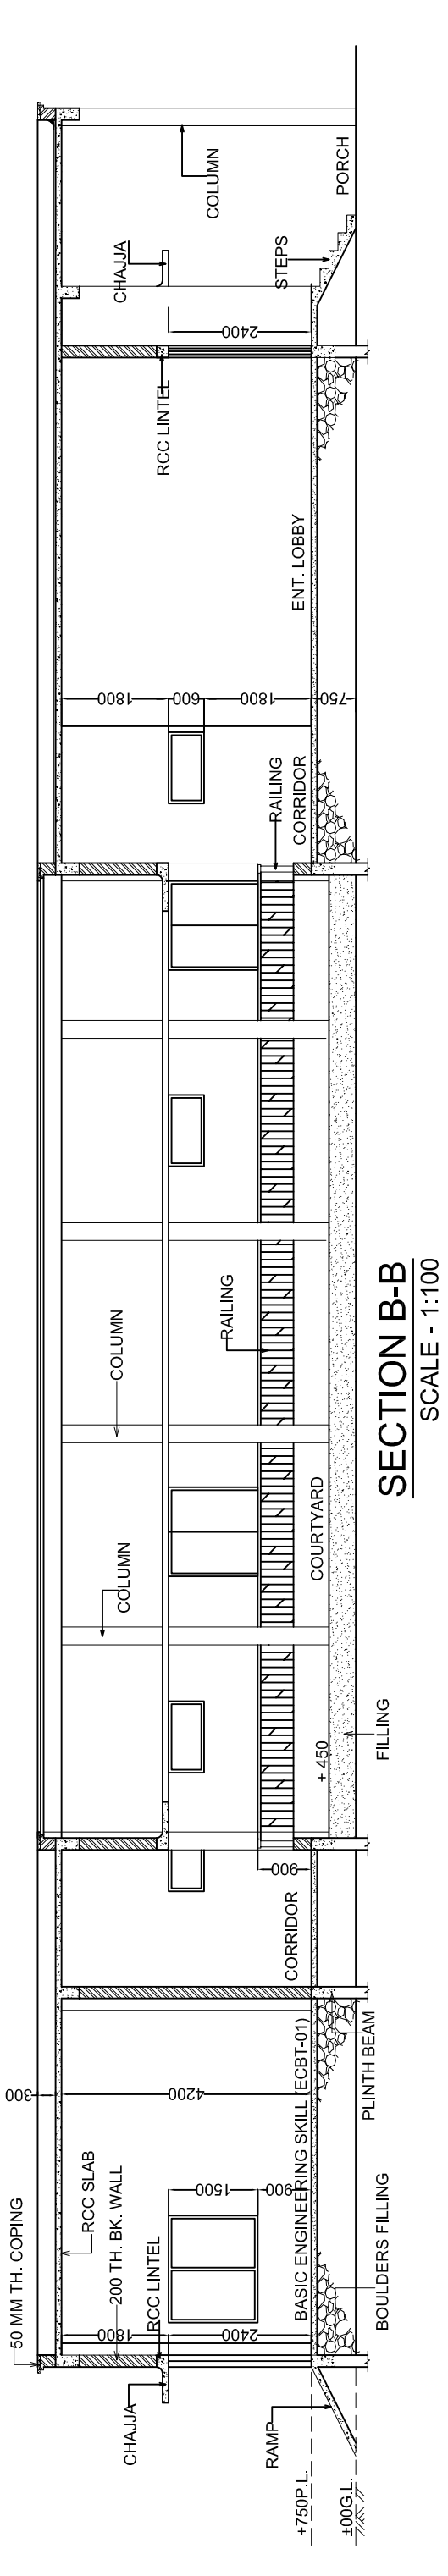 50 MM TH. COPING
RCC SLAB
200 TH. BK. WALL
RCC LINTEL
CHAJJA
RAMP
+750P.L.
±00G.L.
300
4200
1800
2400
1500
900
BASIC ENGINEERING SKILL (ECBT-01)
BOULDERS FILLING
PLINTH BEAM
CORRIDOR
900
+ 450
FILLING
COURTYARD
COLUMN
COLUMN
RAILING
RAILING
CORRIDOR
1800
600
1800
750
ENT. LOBBY
RCC LINTEL
2400
CHAJJA
STEPS
COLUMN
PORCH
SECTION B-B
SCALE - 1:100